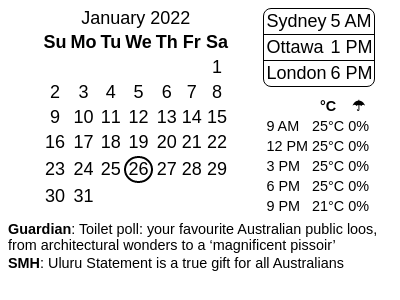 January 2022
Su Mo Tu We Th Fr Sa
1
2 3 4 5 6 7 8
9 10 11 12 13 14 15
16 17 18 19 20 21 22
23 24 25 26 27 28 29
30 31
Sydney 5 AM
Ottawa 1 PM
London 6 PM
°C ☂
9 AM 25°C 0%
12 PM 25°C 0%
3 PM 25°C 0%
6 PM 25°C 0%
9 PM 21°C 0%
Guardian: Toilet poll: your favourite Australian public loos,
from architectural wonders to a ‘magnificent pissoir’
SMH: Uluru Statement is a true gift for all Australians